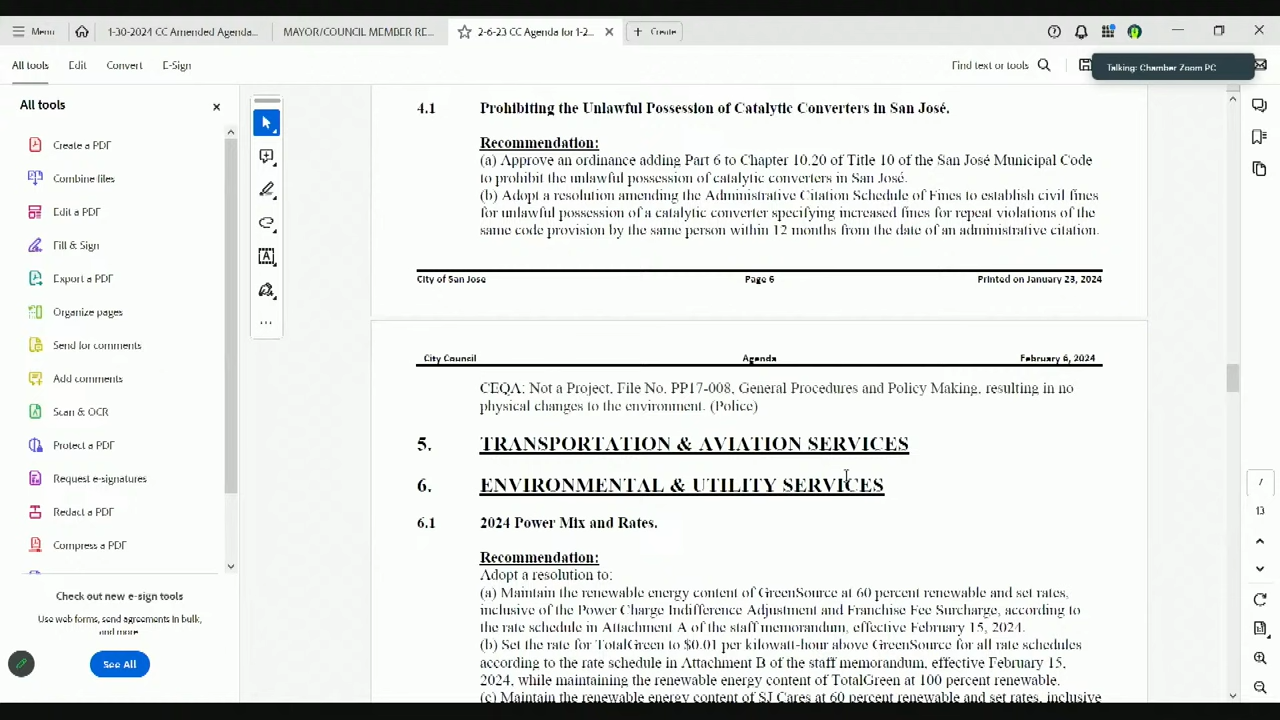 Menu
1-30-2024 CC Amended Agenda...
MAYOR/COUNCIL MEMBER RE...
2-6-23 CC Agenda for 1-2...
Create
All tools
Edit
Convert
E-Sign
Find text or tools
Talking: Chamber Zoom PC
All tools
Create a PDF
Combine files
Edit a PDF
Fill & Sign
Export a PDF
Organize pages
Send for comments
Add comments
Scan & OCR
Protect a PDF
Request e-signatures
Redact a PDF
Compress a PDF
Check out new e-sign tools
Use web forms, send agreements in bulk,
and more
See All
4.1 Prohibiting the Unlawful Possession of Catalytic Converters in San José.
Recommendation:
(a) Approve an ordinance adding Part 6 to Chapter 10.20 of Title 10 of the San José Municipal Code
to prohibit the unlawful possession of catalytic converters in San José.
(b) Adopt a resolution amending the Administrative Citation Schedule of Fines to establish civil fines
for unlawful possession of a catalytic converter specifying increased fines for repeat violations of the
same code provision by the same person within 12 months from the date of an administrative citation.
City of San Jose Page 6 Printed on January 23, 2024
City Council Agenda February 6, 2024
CEQA: Not a Project, File No. PP17-008, General Procedures and Policy Making, resulting in no
physical changes to the environment. (Police)
5. TRANSPORTATION & AVIATION SERVICES
6. ENVIRONMENTAL & UTILITY SERVICES
6.1 2024 Power Mix and Rates.
Recommendation:
Adopt a resolution to:
(a) Maintain the renewable energy content of GreenSource at 60 percent renewable and set rates,
inclusive of the Power Charge Indifference Adjustment and Franchise Fee Surcharge, according to
the rate schedule in Attachment A of the staff memorandum, effective February 15, 2024.
(b) Set the rate for TotalGreen to $0.01 per kilowatt-hour above GreenSource for all rate schedules
according to the rate schedule in Attachment B of the staff memorandum, effective February 15,
2024, while maintaining the renewable energy content of TotalGreen at 100 percent renewable.
(c) Maintain the renewable energy content of SJ Cares at 60 percent renewable and set rates, inclusive
7
13